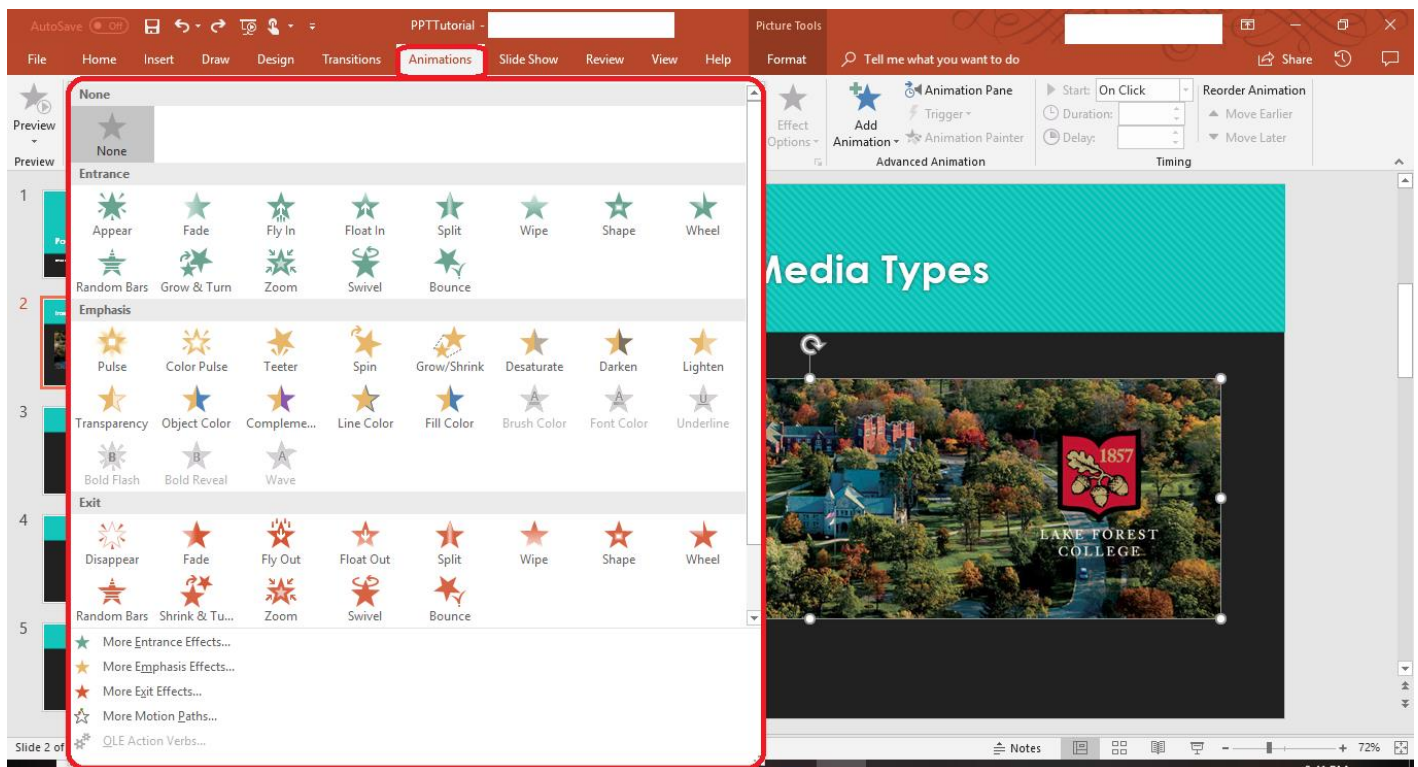 AutoSave Off PPTTutorial - Picture Tools
File Home Insert Draw Design Transitions Animations Slide Show Review View Help Format Tell me what you want to do Share
Preview
Preview
None
None
Entrance
Appear Fade Fly In Float In Split Wipe Shape Wheel
Random Bars Grow & Turn Zoom Swivel Bounce
Emphasis
Pulse Color Pulse Teeter Spin Grow/Shrink Desaturate Darken Lighten
Transparency Object Color Compleme... Line Color Fill Color Brush Color Font Color Underline
Bold Flash Bold Reveal Wave
Exit
Disappear Fade Fly Out Float Out Split Wipe Shape Wheel
Random Bars Shrink & Tu... Zoom Swivel Bounce
More Entrance Effects...
More Emphasis Effects...
More Exit Effects...
More Motion Paths...
OLE Action Verbs...
Effect Options
Add Animation
Animation Pane
Trigger
Animation Painter
Advanced Animation
Start: On Click
Duration:
Delay:
Timing
Reorder Animation
Move Earlier
Move Later
1
2
3
4
5
Media Types
1857
LAKE FOREST
COLLEGE
Slide 2 of Notes 72%